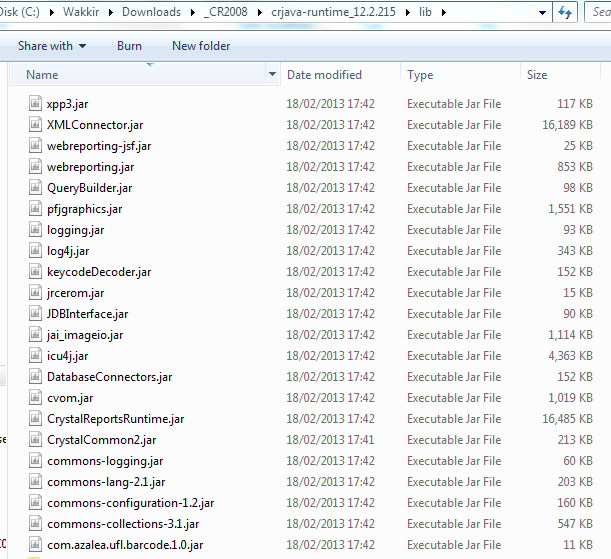 Disk (C:) ▸ Wakkir ▸ Downloads ▸ _CR2008 ▸ crjava-runtime_12.2.215 ▸ lib ▸
Share with Burn New folder
Name Date modified Type Size
xpp3.jar 18/02/2013 17:42 Executable Jar File 117 KB
XMLConnector.jar 18/02/2013 17:42 Executable Jar File 16,189 KB
webreporting-jsf.jar 18/02/2013 17:42 Executable Jar File 25 KB
webreporting.jar 18/02/2013 17:42 Executable Jar File 853 KB
QueryBuilder.jar 18/02/2013 17:42 Executable Jar File 98 KB
pfjgraphics.jar 18/02/2013 17:42 Executable Jar File 1,551 KB
logging.jar 18/02/2013 17:42 Executable Jar File 93 KB
log4j.jar 18/02/2013 17:42 Executable Jar File 343 KB
keycodeDecoder.jar 18/02/2013 17:42 Executable Jar File 152 KB
jrcerom.jar 18/02/2013 17:42 Executable Jar File 15 KB
JDBInterface.jar 18/02/2013 17:42 Executable Jar File 90 KB
jai_imageio.jar 18/02/2013 17:42 Executable Jar File 1,114 KB
icu4j.jar 18/02/2013 17:42 Executable Jar File 4,363 KB
DatabaseConnectors.jar 18/02/2013 17:42 Executable Jar File 152 KB
cvom.jar 18/02/2013 17:42 Executable Jar File 1,019 KB
CrystalReportsRuntime.jar 18/02/2013 17:42 Executable Jar File 16,485 KB
CrystalCommon2.jar 18/02/2013 17:41 Executable Jar File 213 KB
commons-logging.jar 18/02/2013 17:42 Executable Jar File 60 KB
commons-lang-2.1.jar 18/02/2013 17:42 Executable Jar File 203 KB
commons-configuration-1.2.jar 18/02/2013 17:42 Executable Jar File 160 KB
commons-collections-3.1.jar 18/02/2013 17:42 Executable Jar File 547 KB
com.azalea.ufl.barcode.1.0.jar 18/02/2013 17:42 Executable Jar File 11 KB